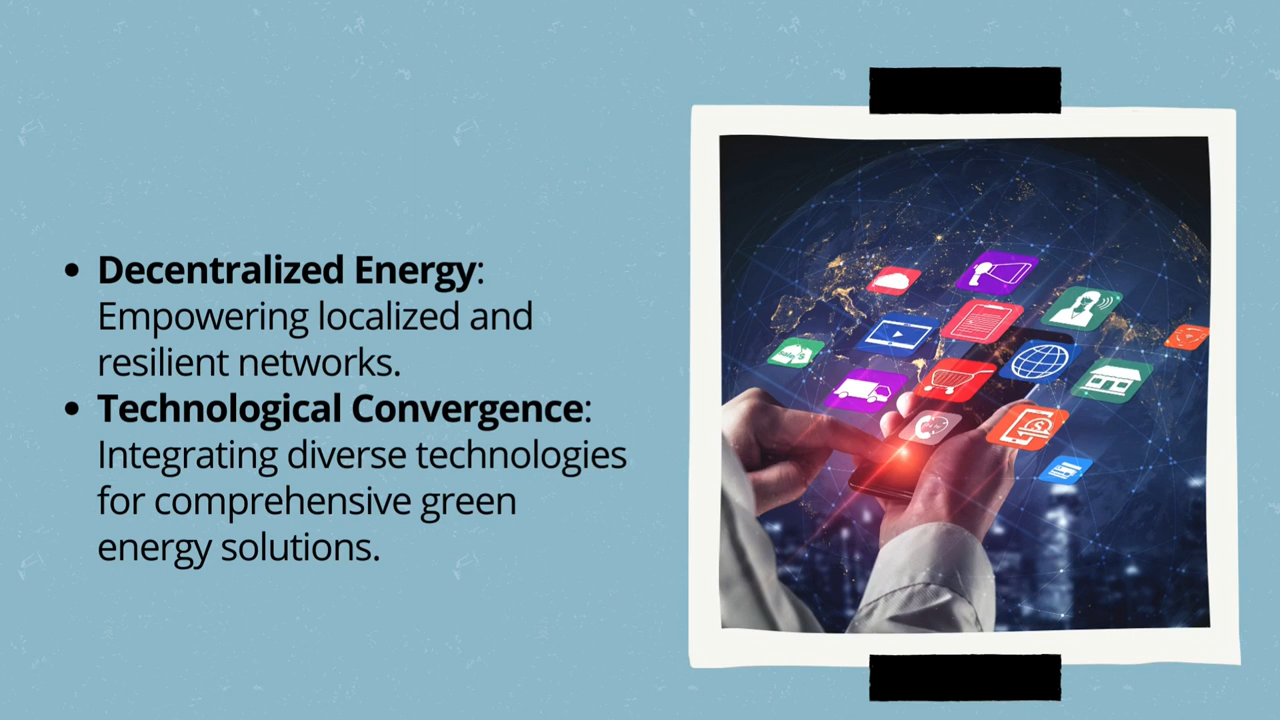 • Decentralized Energy:
Empowering localized and
resilient networks.
• Technological Convergence:
Integrating diverse technologies
for comprehensive green
energy solutions.